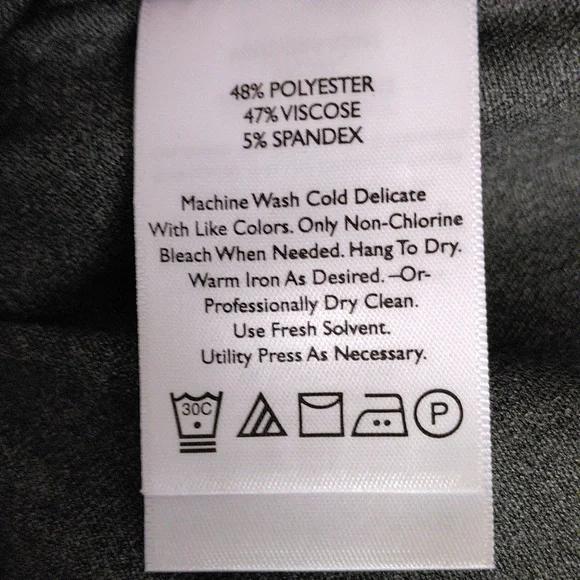 48% POLYESTER
47% VISCOSE
5% SPANDEX
Machine Wash Cold Delicate
With Like Colors. Only Non-Chlorine
Bleach When Needed. Hang To Dry.
Warm Iron As Desired. –Or-
Professionally Dry Clean.
Use Fresh Solvent.
Utility Press As Necessary.
30C P